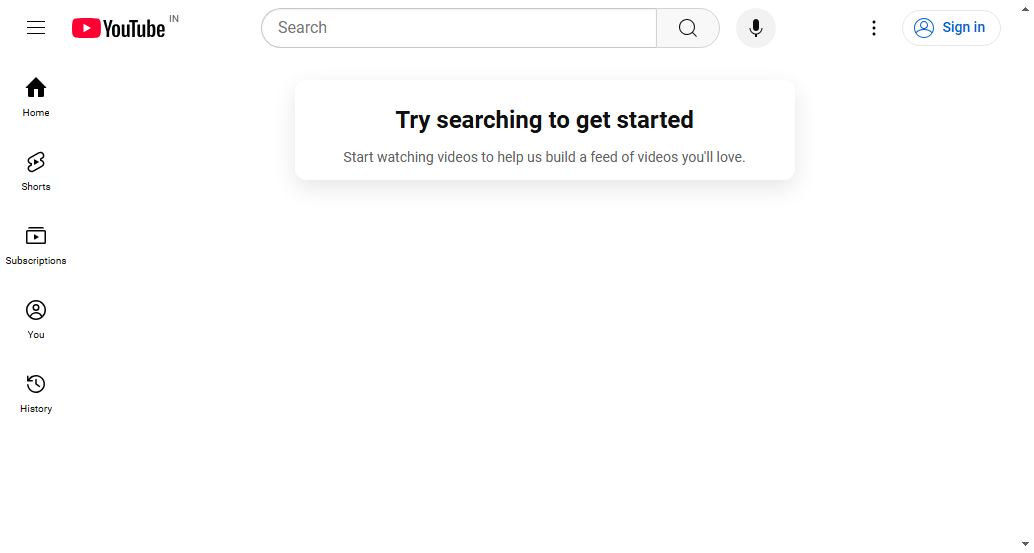 YouTube IN
Search
Sign in
Try searching to get started
Start watching videos to help us build a feed of videos you'll love.
Home
Shorts
Subscriptions
You
History